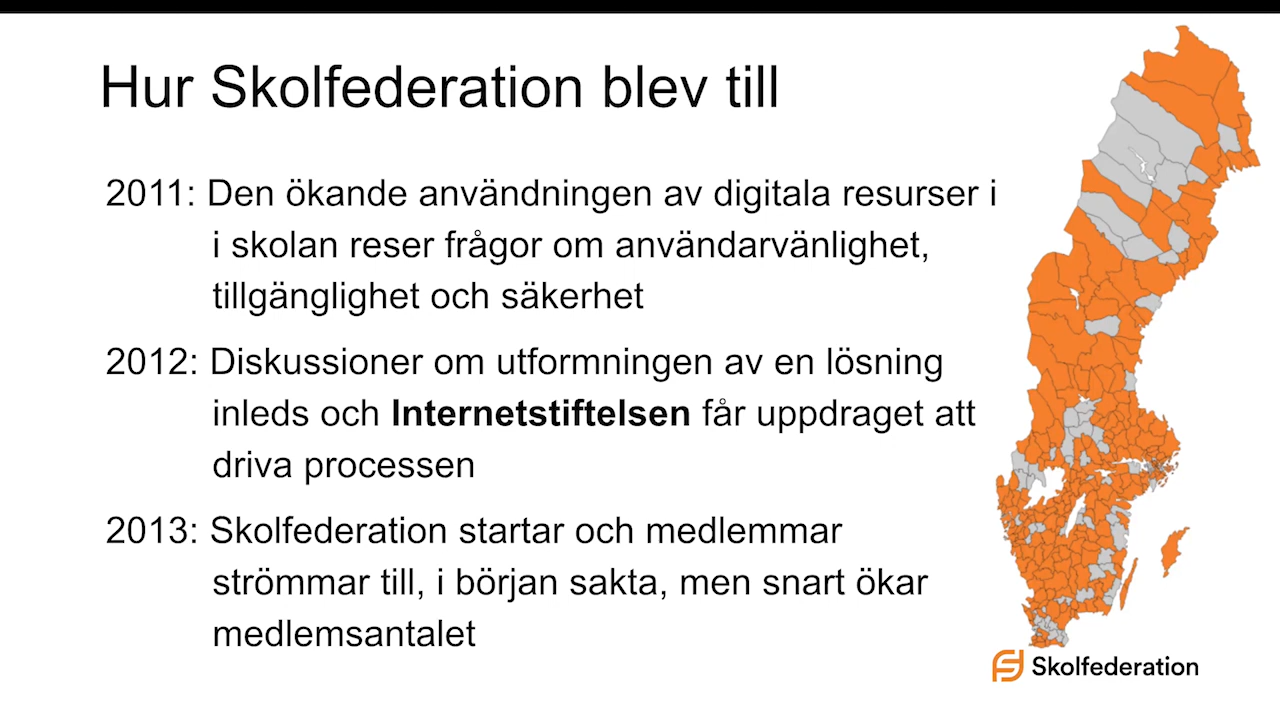 Hur Skolfederation blev till
2011: Den ökande användningen av digitala resurser i
i skolan reser frågor om användarvänlighet,
tillgänglighet och säkerhet
2012: Diskussioner om utformningen av en lösning
inleds och Internetstiftelsen får uppdraget att
driva processen
2013: Skolfederation startar och medlemmar
strömmar till, i början sakta, men snart ökar
medlemsantalet
Skolfederation